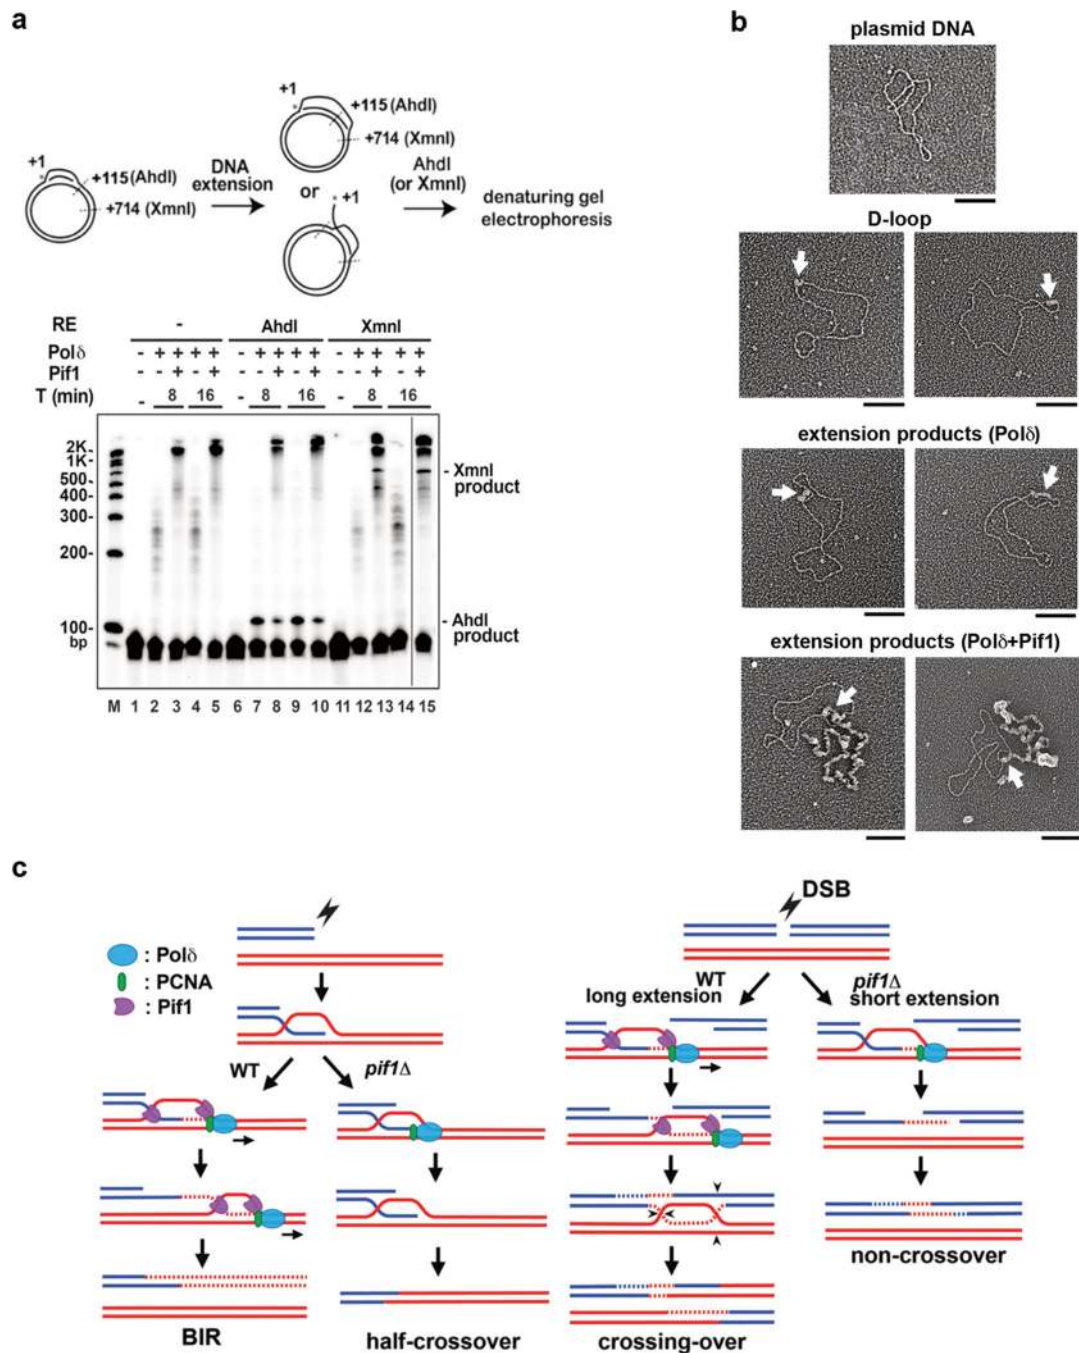 a
+1
+115 (AhdI)
+714 (XmnI)
DNA
extension
+1
+115 (AhdI)
+714 (XmnI)
or
+1
AhdI
(or XmnI)
denaturing gel
electrophoresis
RE - AhdI XmnI
Polδ - + + + + - + + + + - + + + +
Pif1 - + - + - + - + - + - +
T (min) - 8 16 - 8 16 - 8 16
2K-
1K-
500-
400-
300-
200-
100-
bp
- XmnI
product
- AhdI
product
M 1 2 3 4 5 6 7 8 9 10 11 12 13 14 15
b
plasmid DNA
D-loop
extension products (Polδ)
extension products (Polδ+Pif1)
c
: Polδ
: PCNA
: Pif1
WT
pif1Δ
BIR
half-crossover
DSB
WT
long extension
pif1Δ
short extension
crossing-over
non-crossover